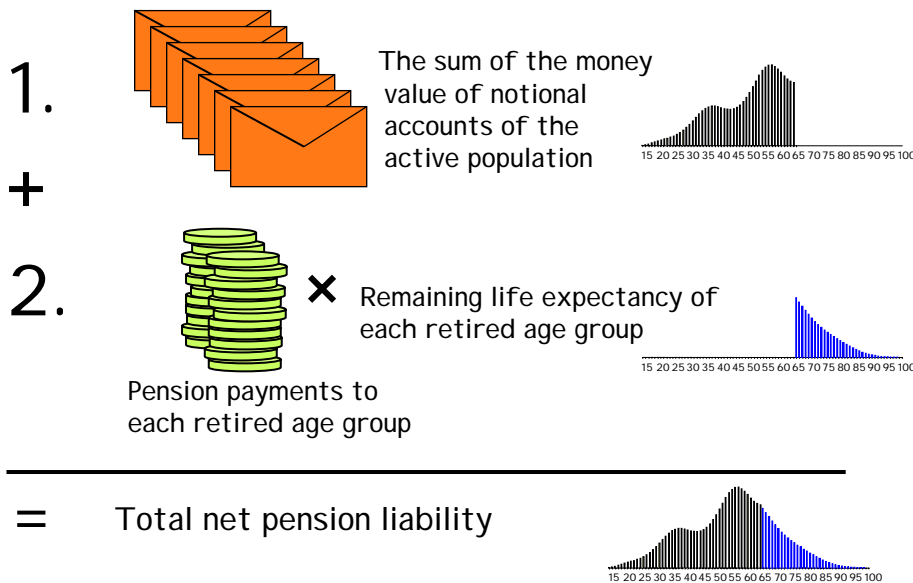 1.
The sum of the money
value of notional
accounts of the
active population
15 20 25 30 35 40 45 50 55 60 65 70 75 80 85 90 95 100
+
2.
×
Remaining life expectancy of
each retired age group
15 20 25 30 35 40 45 50 55 60 65 70 75 80 85 90 95 100
Pension payments to
each retired age group
= Total net pension liability
15 20 25 30 35 40 45 50 55 60 65 70 75 80 85 90 95 100